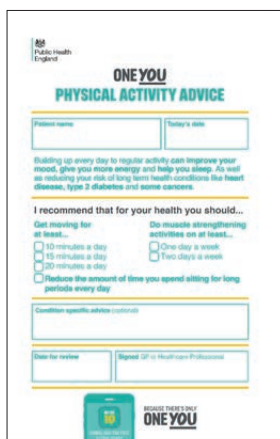 Public Health
England
ONE YOU
PHYSICAL ACTIVITY ADVICE
Patient name
Today's date
Building up every day to regular activity can improve your
mood, give you more energy and help you sleep. As well
as reducing your risk of long term health conditions like heart
disease, type 2 diabetes and some cancers.
I recommend that for your health you should...
Get moving for
at least...
10 minutes a day
15 minutes a day
20 minutes a day
Do muscle strengthening
activities on at least...
One day a week
Two days a week
Reduce the amount of time you spend sitting for long
periods every day
Condition specific advice (optional)
Date for review
Signed GP or Healthcare Professional
BECAUSE THERE'S ONLY
ONE YOU
10